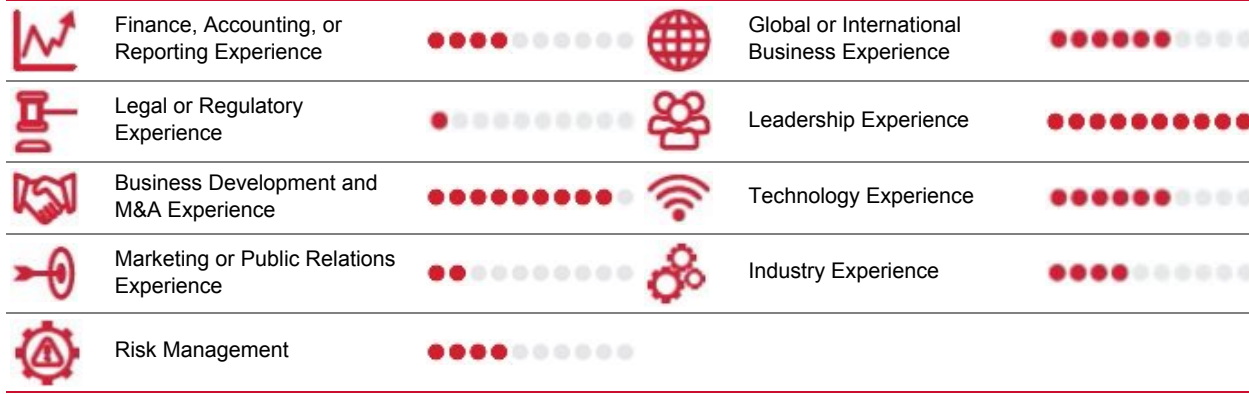 Finance, Accounting, or
Reporting Experience
Global or International
Business Experience
Legal or Regulatory
Experience
Leadership Experience
Business Development and
M&A Experience
Technology Experience
Marketing or Public Relations
Experience
Industry Experience
Risk Management